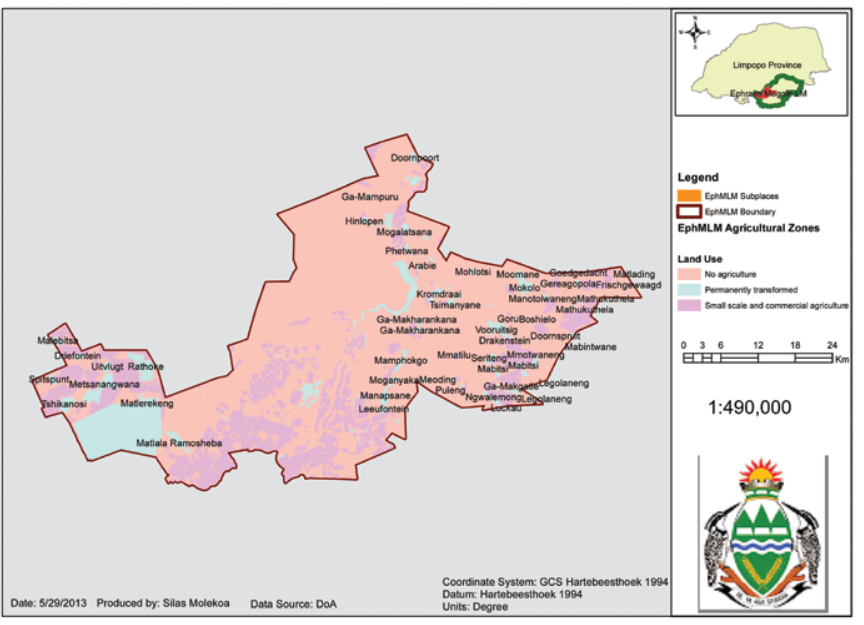 Doornpoort
Ga-Mampuru
Hinlopen
Mogalatsana
Phetwana
Arabie
Mohlotsi Moomane Goedgedacht Matlading
Mokolo Gereagopola Frischgewaagd
Kromdraai Manotolwaneng Mathukuthela
Tsimanyane Mathukuthela
Ga-Makharankana Goru Boshielo
Ga-Makharankana Vooruitsig
Drakenstein Doornspruit
Mabintwane
Malebitsa
Driefontein
Uitvlugt Rathoke
Spitspunt Metsanangwana
Tshikanosi Matlerekeng
Matlala Ramosheba
Mamphokgo Mmatilu Seriteng Mmotwaneng
Mabitsi Mabitsi
Moganyaka Meoding Ga-Makgatle Legolaneng
Manapsane Puleng Ngwalemong Legolaneng
Leeufontein Luckau
N
W E
S
Limpopo Province
Ephraim Mogale LM
Legend
EphMLM Subplaces
EphMLM Boundary
EphMLM Agricultural Zones
Land Use
No agriculture
Permanently transformed
Small scale and commercial agriculture
0 3 6 12 18 24
Km
1:490,000
Date: 5/29/2013 Produced by: Silas Molekoa Data Source: DoA
Coordinate System: GCS Hartebeesthoek 1994
Datum: Hartebeesthoek 1994
Units: Degree